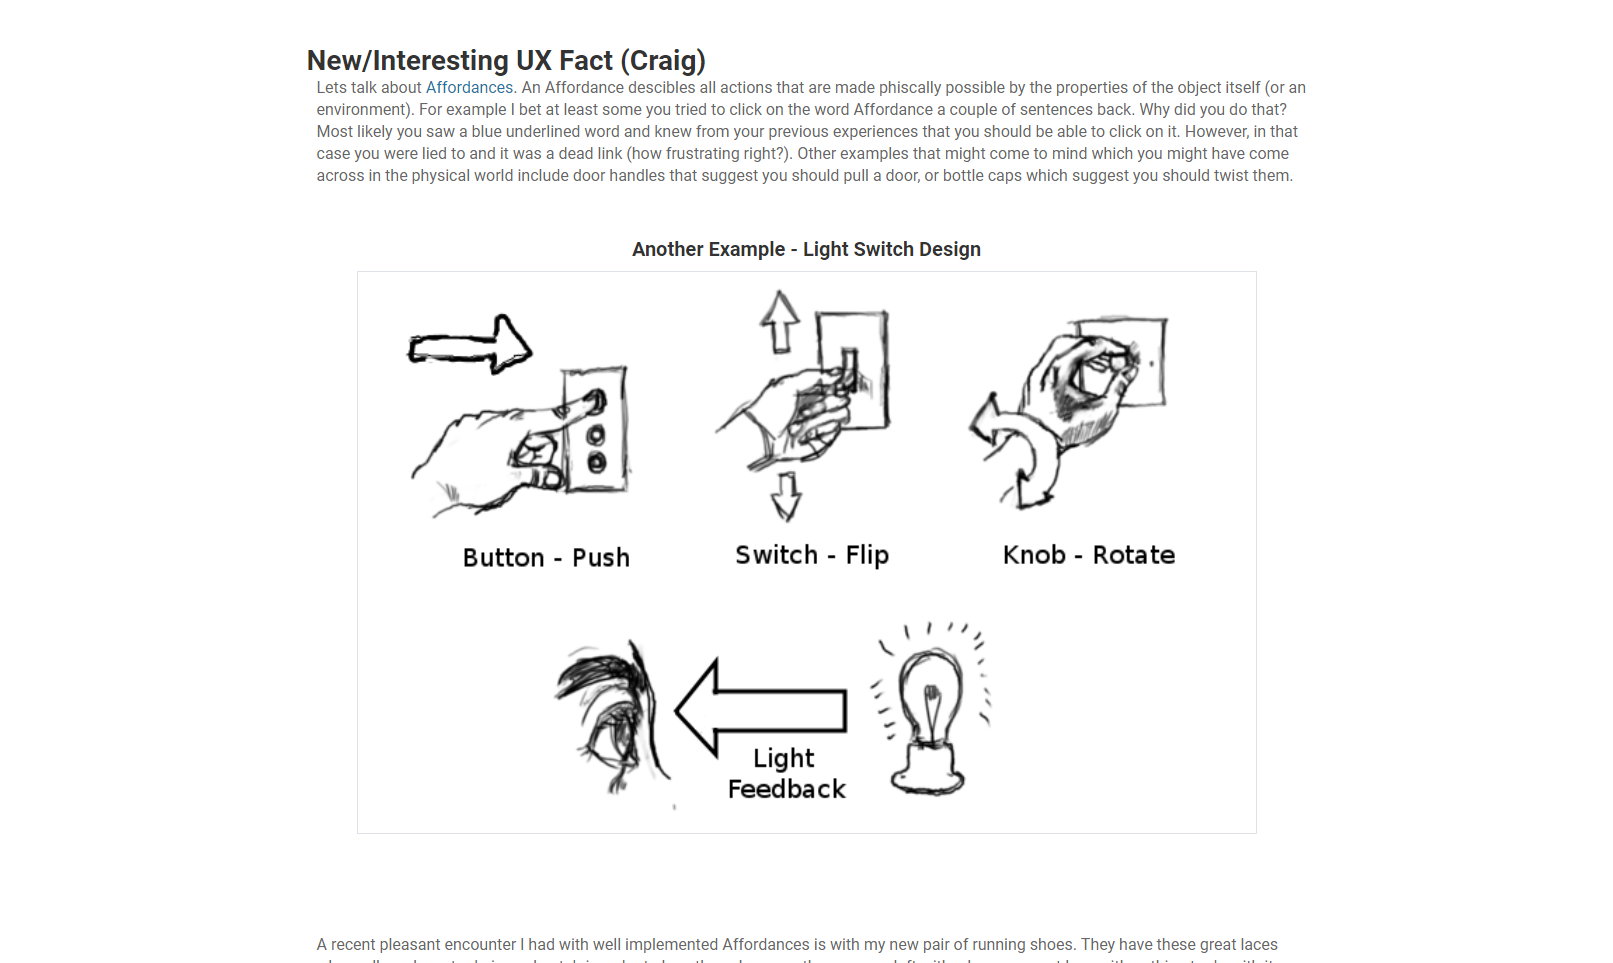 New/Interesting UX Fact (Craig)
Lets talk about Affordances. An Affordance descibles all actions that are made phiscally possible by the properties of the object itself (or an
environment). For example I bet at least some you tried to click on the word Affordance a couple of sentences back. Why did you do that?
Most likely you saw a blue underlined word and knew from your previous experiences that you should be able to click on it. However, in that
case you were lied to and it was a dead link (how frustrating right?). Other examples that might come to mind which you might have come
across in the physical world include door handles that suggest you should pull a door, or bottle caps which suggest you should twist them.
Another Example - Light Switch Design
Button - Push
Switch - Flip
Knob - Rotate
Light
Feedback
A recent pleasant encounter I had with well implemented Affordances is with my new pair of running shoes. They have these great laces